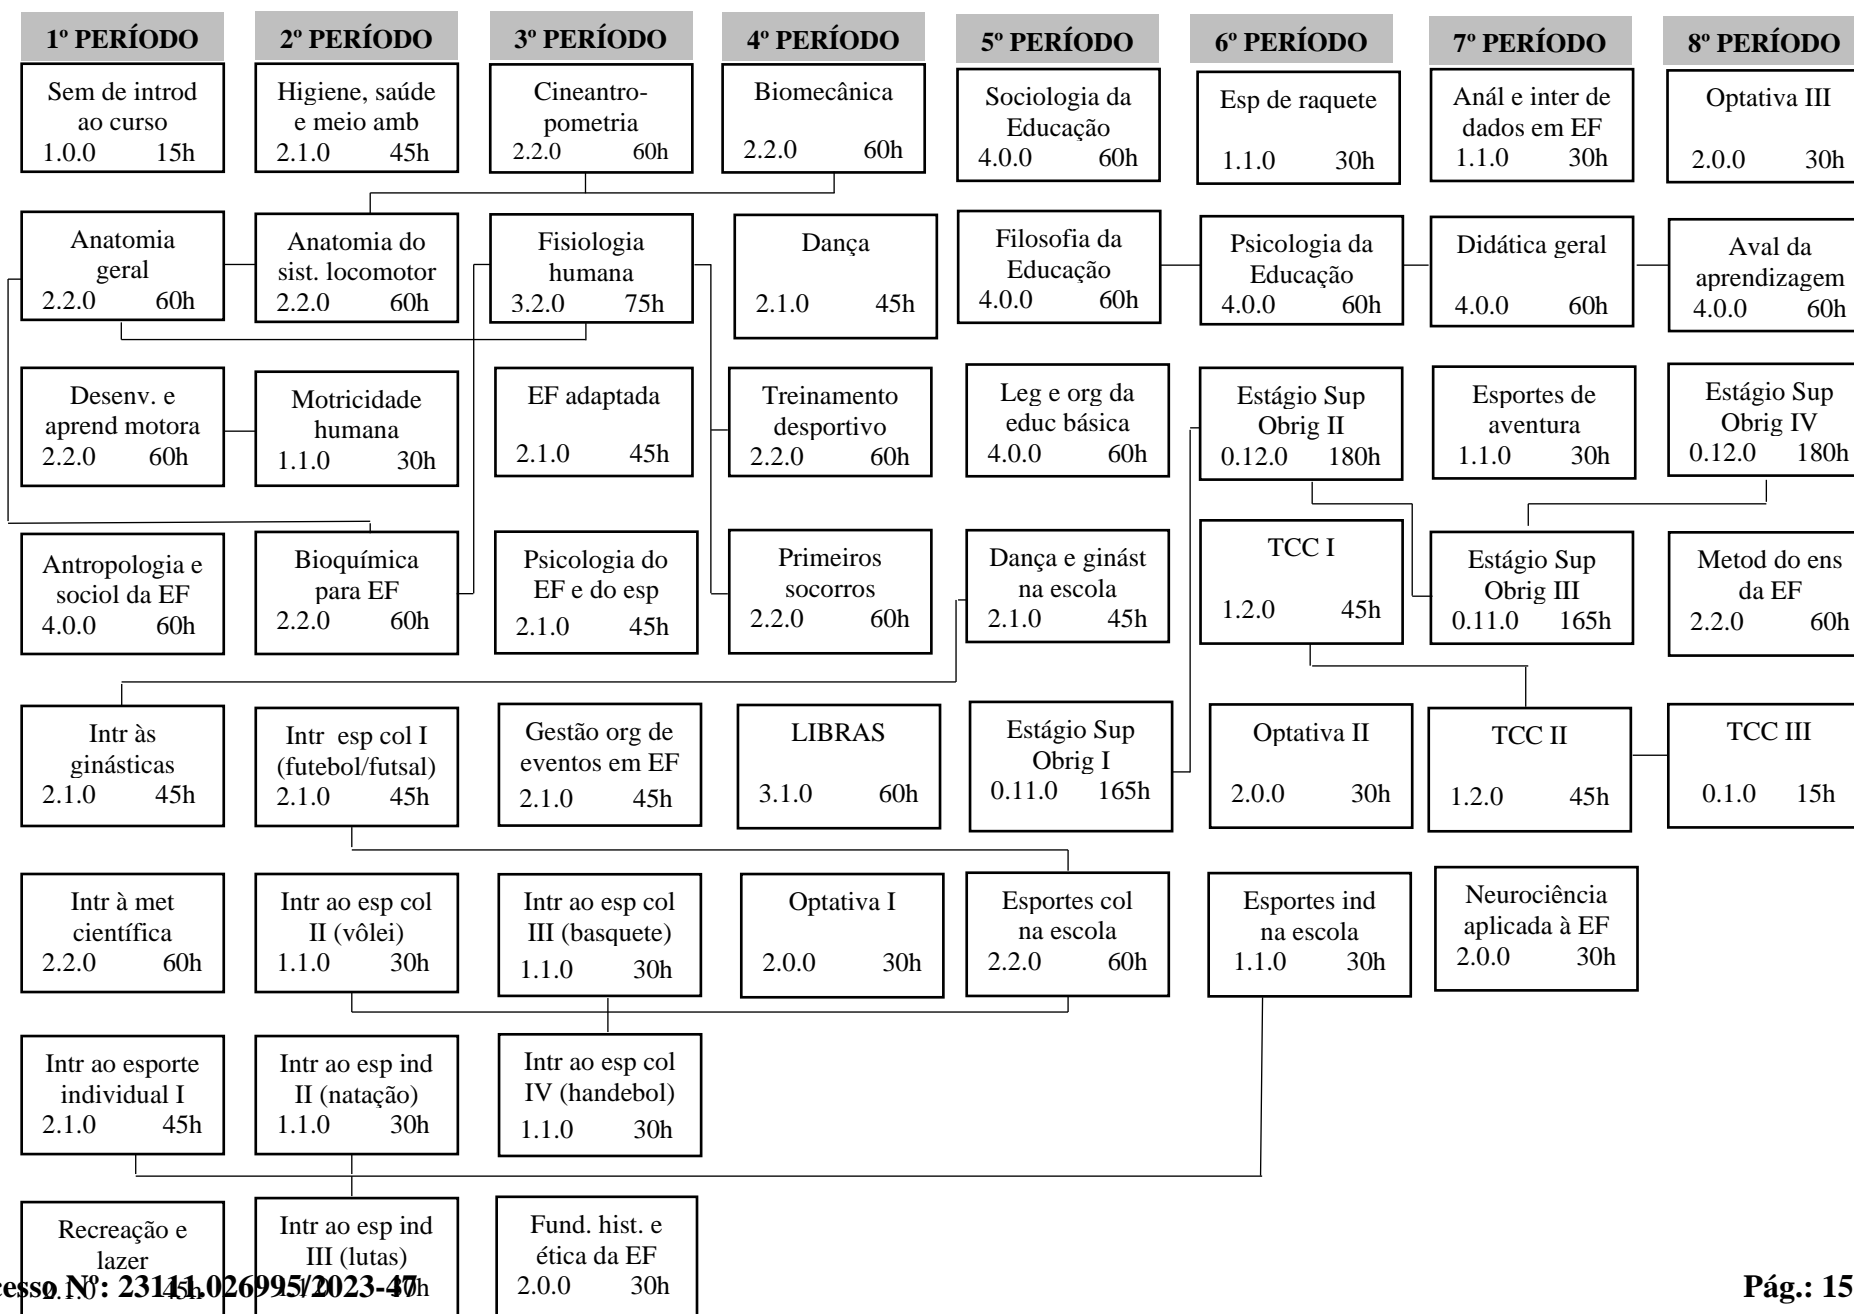 1º PERÍODO
2º PERÍODO
3º PERÍODO
4º PERÍODO
5º PERÍODO
6º PERÍODO
7º PERÍODO
8º PERÍODO
Sem de introd
ao curso
1.0.0 15h
Higiene, saúde
e meio amb
2.1.0 45h
Cineantro-
pometria
2.2.0 60h
Biomecânica
2.2.0 60h
Sociologia da
Educação
4.0.0 60h
Esp de raquete
1.1.0 30h
Anál e inter de
dados em EF
1.1.0 30h
Optativa III
2.0.0 30h
Anatomia
geral
2.2.0 60h
Anatomia do
sist. locomotor
2.2.0 60h
Fisiologia
humana
3.2.0 75h
Dança
2.1.0 45h
Filosofia da
Educação
4.0.0 60h
Psicologia da
Educação
4.0.0 60h
Didática geral
4.0.0 60h
Aval da
aprendizagem
4.0.0 60h
Desenv. e
aprend motora
2.2.0 60h
Motricidade
humana
1.1.0 30h
EF adaptada
2.1.0 45h
Treinamento
desportivo
2.2.0 60h
Leg e org da
educ básica
4.0.0 60h
Estágio Sup
Obrig II
0.12.0 180h
Esportes de
aventura
1.1.0 30h
Estágio Sup
Obrig IV
0.12.0 180h
Antropologia e
sociol da EF
4.0.0 60h
Bioquímica
para EF
2.2.0 60h
Psicologia do
EF e do esp
2.1.0 45h
Primeiros
socorros
2.2.0 60h
Dança e ginást
na escola
2.1.0 45h
TCC I
1.2.0 45h
Estágio Sup
Obrig III
0.11.0 165h
Metod do ens
da EF
2.2.0 60h
Intr às
ginásticas
2.1.0 45h
Intr esp col I
(futebol/futsal)
2.1.0 45h
Gestão org de
eventos em EF
2.1.0 45h
LIBRAS
3.1.0 60h
Estágio Sup
Obrig I
0.11.0 165h
Optativa II
2.0.0 30h
TCC II
1.2.0 45h
TCC III
0.1.0 15h
Intr à met
científica
2.2.0 60h
Intr ao esp col
II (vôlei)
1.1.0 30h
Intr ao esp col
III (basquete)
1.1.0 30h
Optativa I
2.0.0 30h
Esportes col
na escola
2.2.0 60h
Esportes ind
na escola
1.1.0 30h
Neurociência
aplicada à EF
2.0.0 30h
Intr ao esporte
individual I
2.1.0 45h
Intr ao esp ind
II (natação)
1.1.0 30h
Intr ao esp col
IV (handebol)
1.1.0 30h
Recreação e
lazer
2.1.0 45h
Intr ao esp ind
III (lutas)
1.1.0 30h
Fund. hist. e
ética da EF
2.0.0 30h
cesso Nº: 23111.026995/2023-47
Pág.: 15